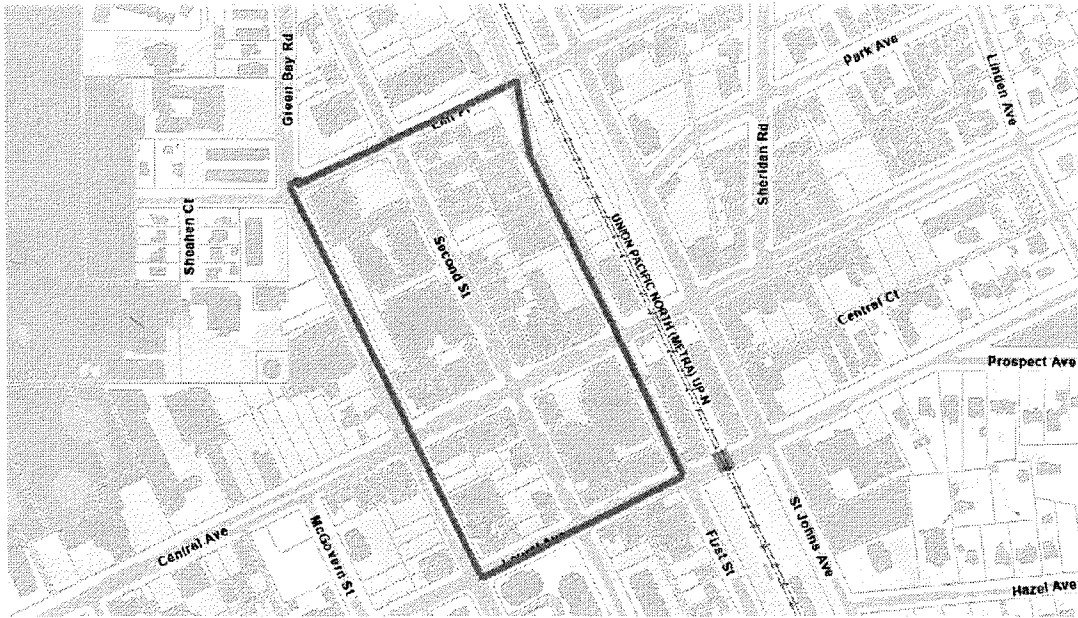 Green Bay Rd
Park Ave
Linden Ave
Sheridan Rd
Sheahen Ct
Second St
UNION PACIFIC NORTH (METRA) UP-N
Central Ct
Prospect Ave
Central Ave
McGovern St
First St
St Johns Ave
Hazel Ave